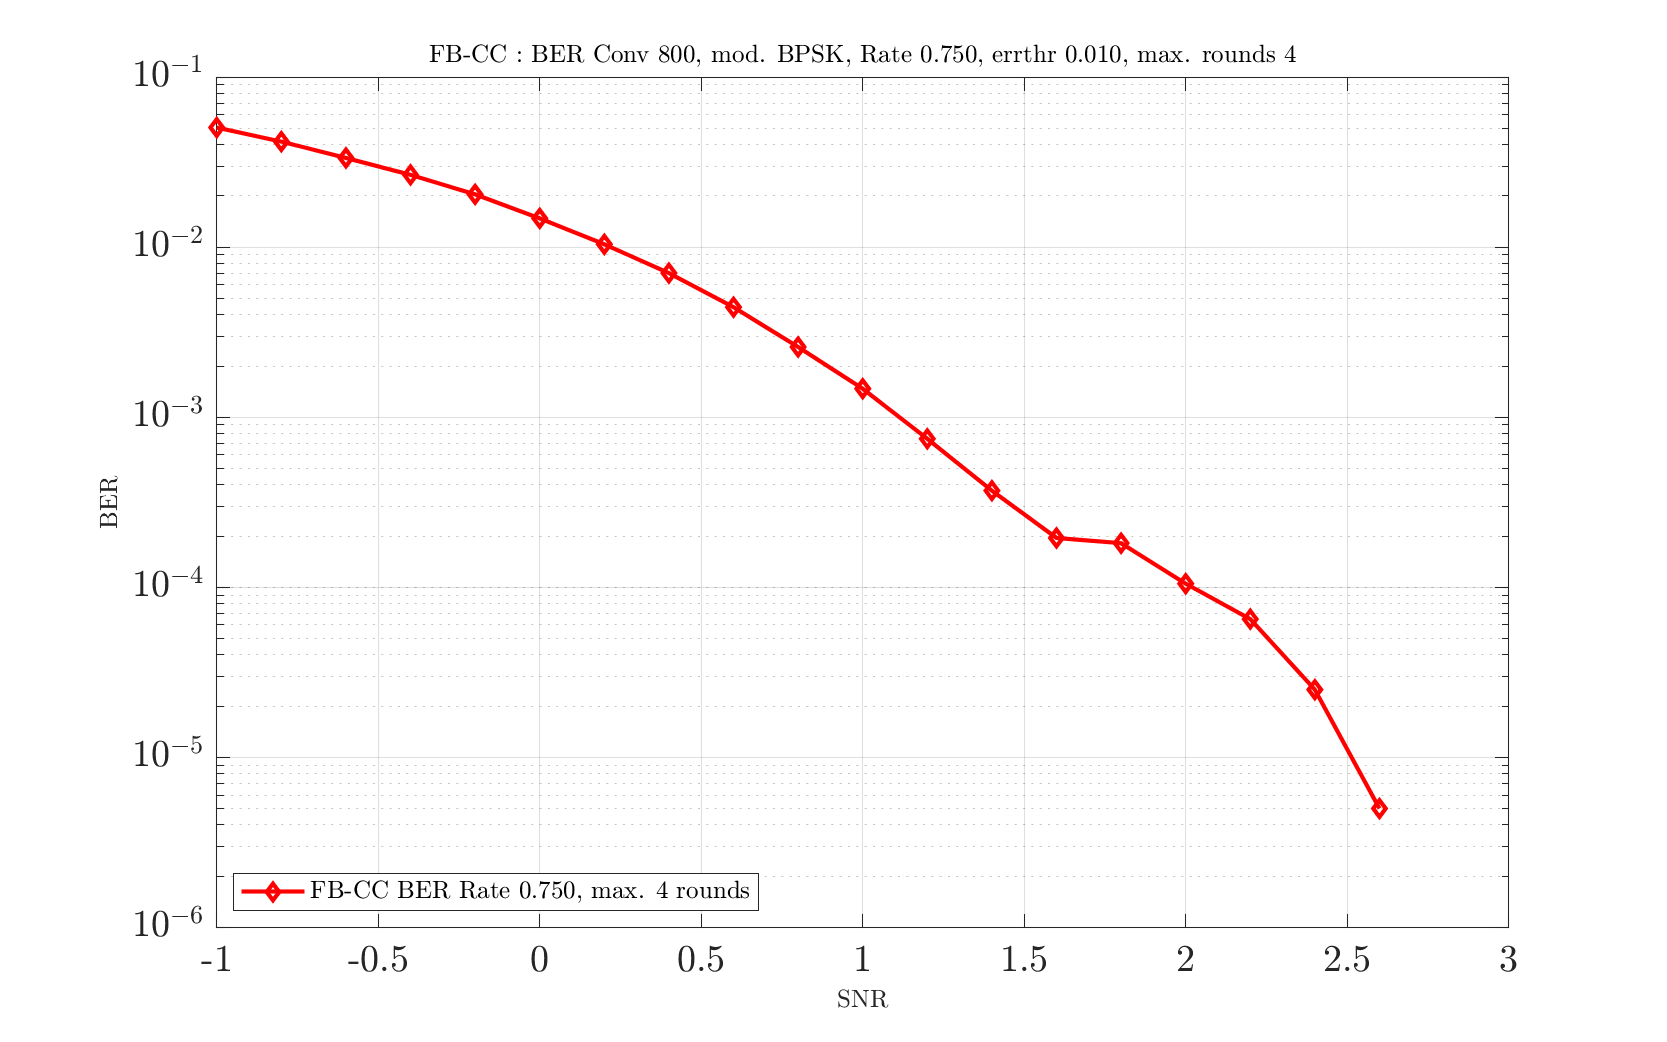 FB-CC : BER Conv 800, mod. BPSK, Rate 0.750, errthr 0.010, max. rounds 4
10^{-1}
10^{-2}
10^{-3}
10^{-4}
10^{-5}
10^{-6}
BER
FB-CC BER Rate 0.750, max. 4 rounds
-1 -0.5 0 0.5 1 1.5 2 2.5 3
SNR